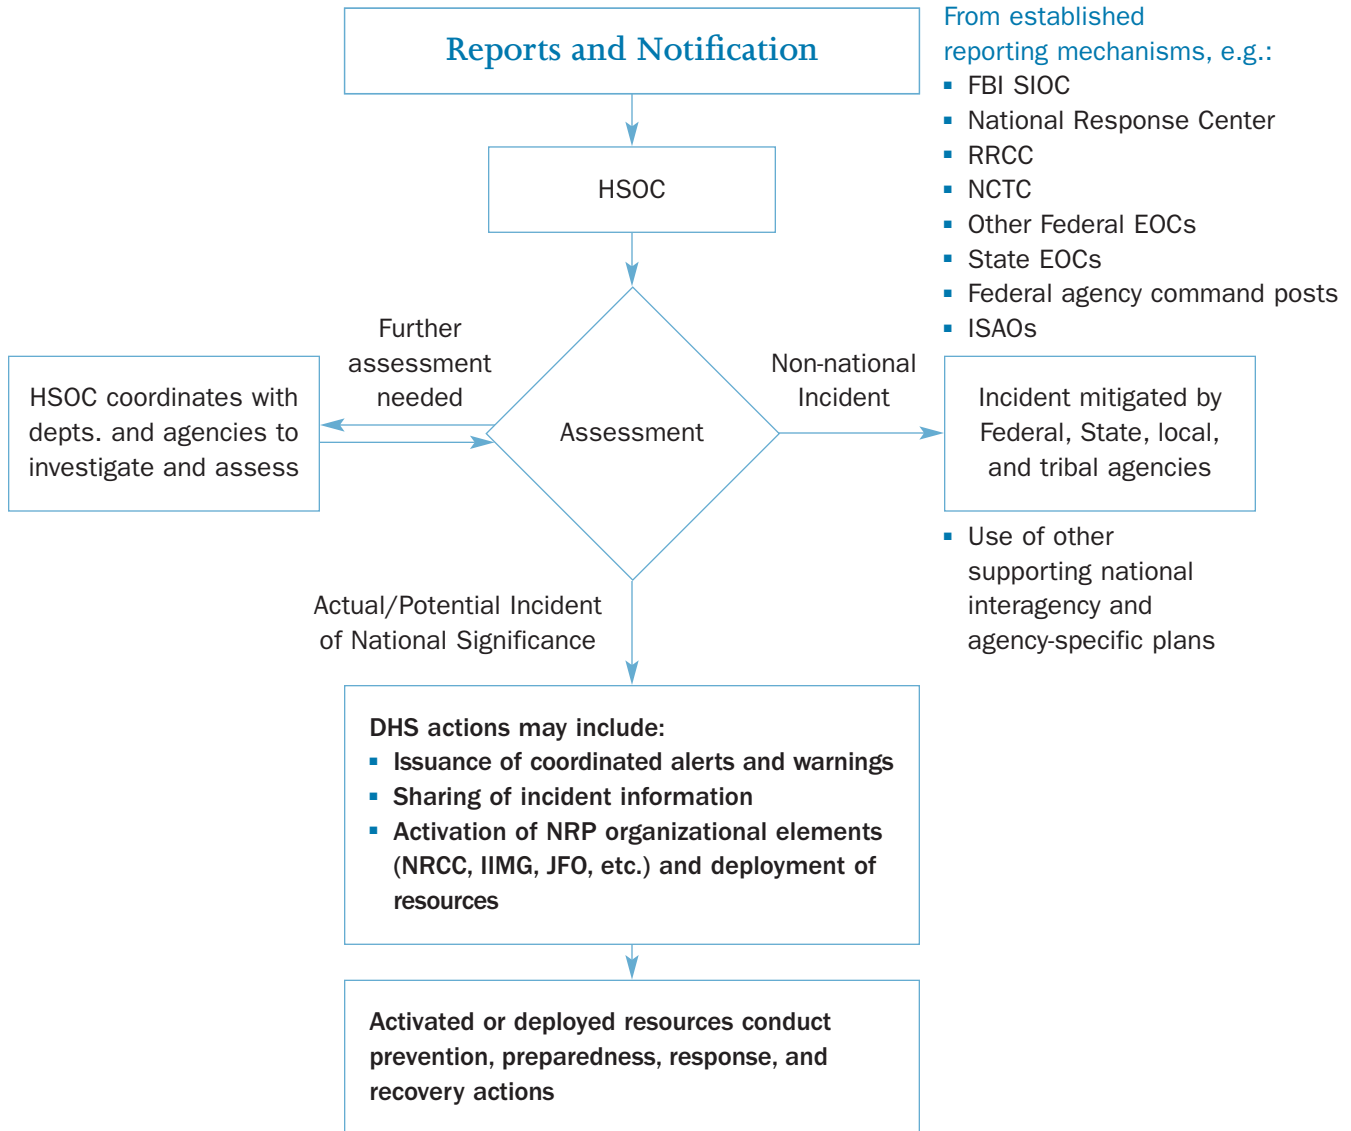 Reports and Notification
From established
reporting mechanisms, e.g.:
▪ FBI SIOC
▪ National Response Center
▪ RRCC
▪ NCTC
▪ Other Federal EOCs
▪ State EOCs
▪ Federal agency command posts
▪ ISAOs
HSOC
Further
assessment
needed
Non-national
Incident
HSOC coordinates with
depts. and agencies to
investigate and assess
Assessment
Incident mitigated by
Federal, State, local,
and tribal agencies
▪ Use of other
supporting national
interagency and
agency-specific plans
Actual/Potential Incident
of National Significance
DHS actions may include:
▪ Issuance of coordinated alerts and warnings
▪ Sharing of incident information
▪ Activation of NRP organizational elements
(NRCC, IIMG, JFO, etc.) and deployment of
resources
Activated or deployed resources conduct
prevention, preparedness, response, and
recovery actions